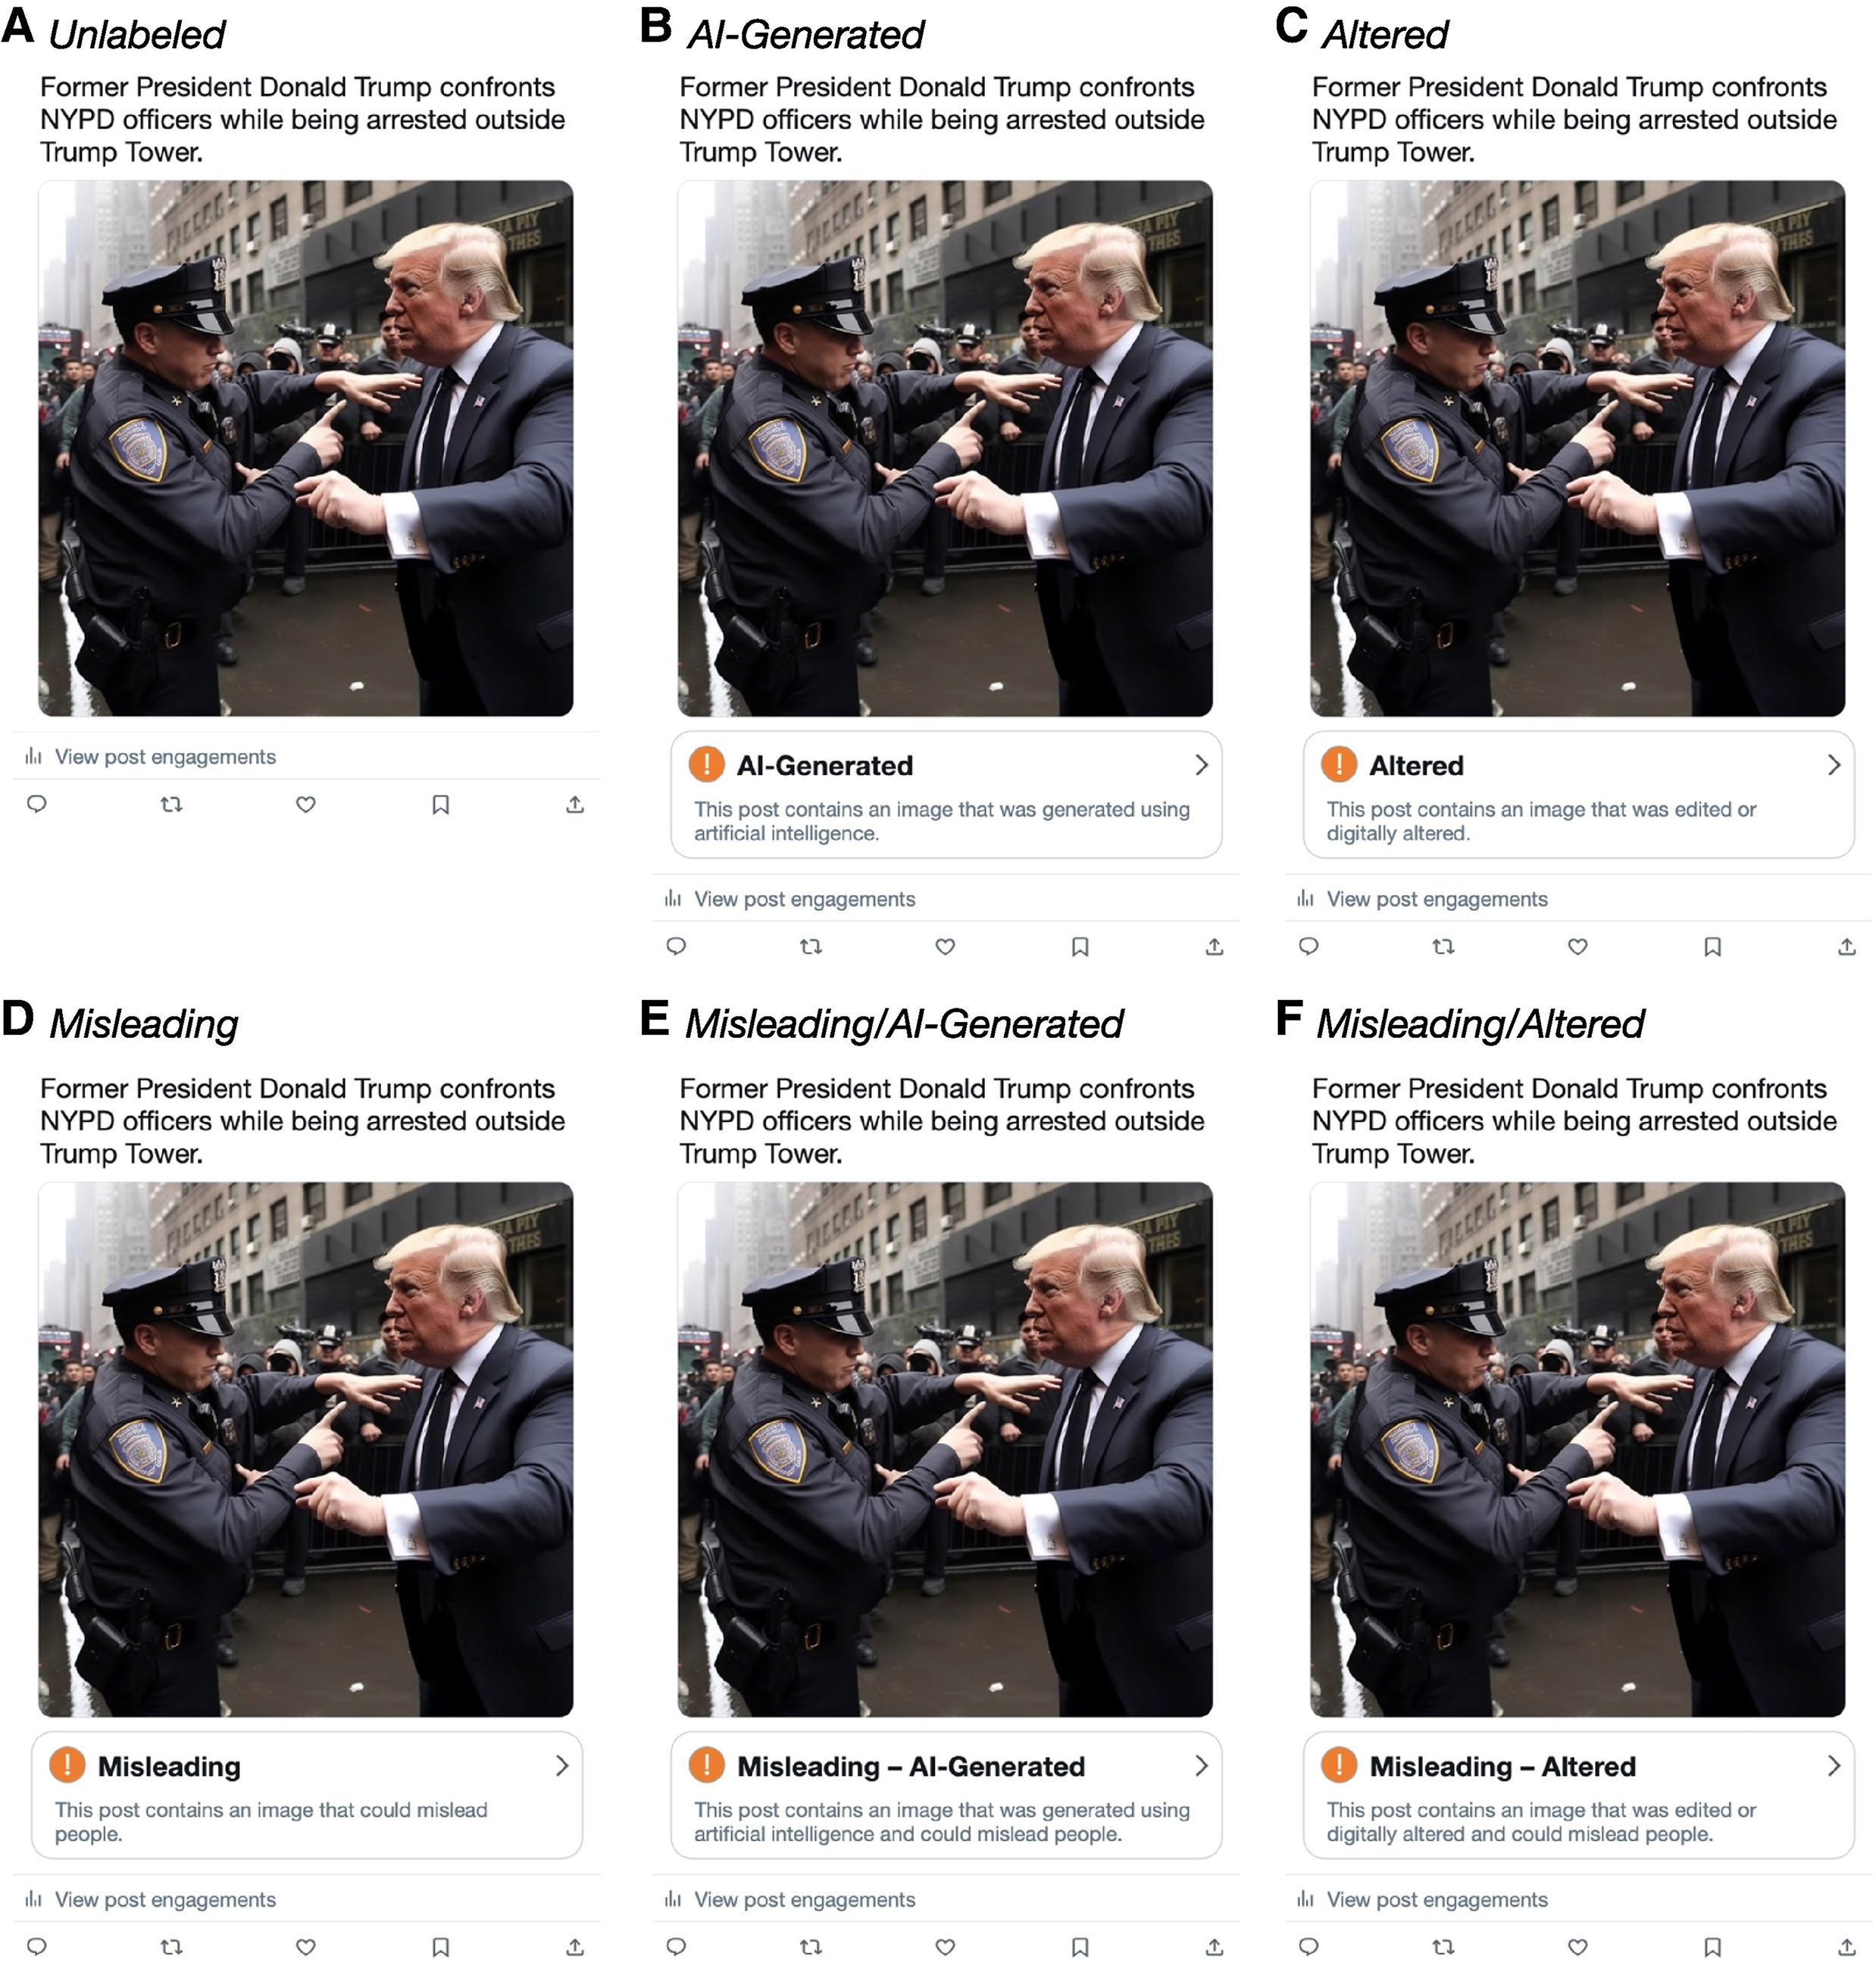 A Unlabeled
Former President Donald Trump confronts
NYPD officers while being arrested outside
Trump Tower.
View post engagements
B AI-Generated
Former President Donald Trump confronts
NYPD officers while being arrested outside
Trump Tower.
AI-Generated
This post contains an image that was generated using
artificial intelligence.
View post engagements
C Altered
Former President Donald Trump confronts
NYPD officers while being arrested outside
Trump Tower.
Altered
This post contains an image that was edited or
digitally altered.
View post engagements
D Misleading
Former President Donald Trump confronts
NYPD officers while being arrested outside
Trump Tower.
Misleading
This post contains an image that could mislead
people.
View post engagements
E Misleading/AI-Generated
Former President Donald Trump confronts
NYPD officers while being arrested outside
Trump Tower.
Misleading – AI-Generated
This post contains an image that was generated using
artificial intelligence and could mislead people.
View post engagements
F Misleading/Altered
Former President Donald Trump confronts
NYPD officers while being arrested outside
Trump Tower.
Misleading – Altered
This post contains an image that was edited or
digitally altered and could mislead people.
View post engagements